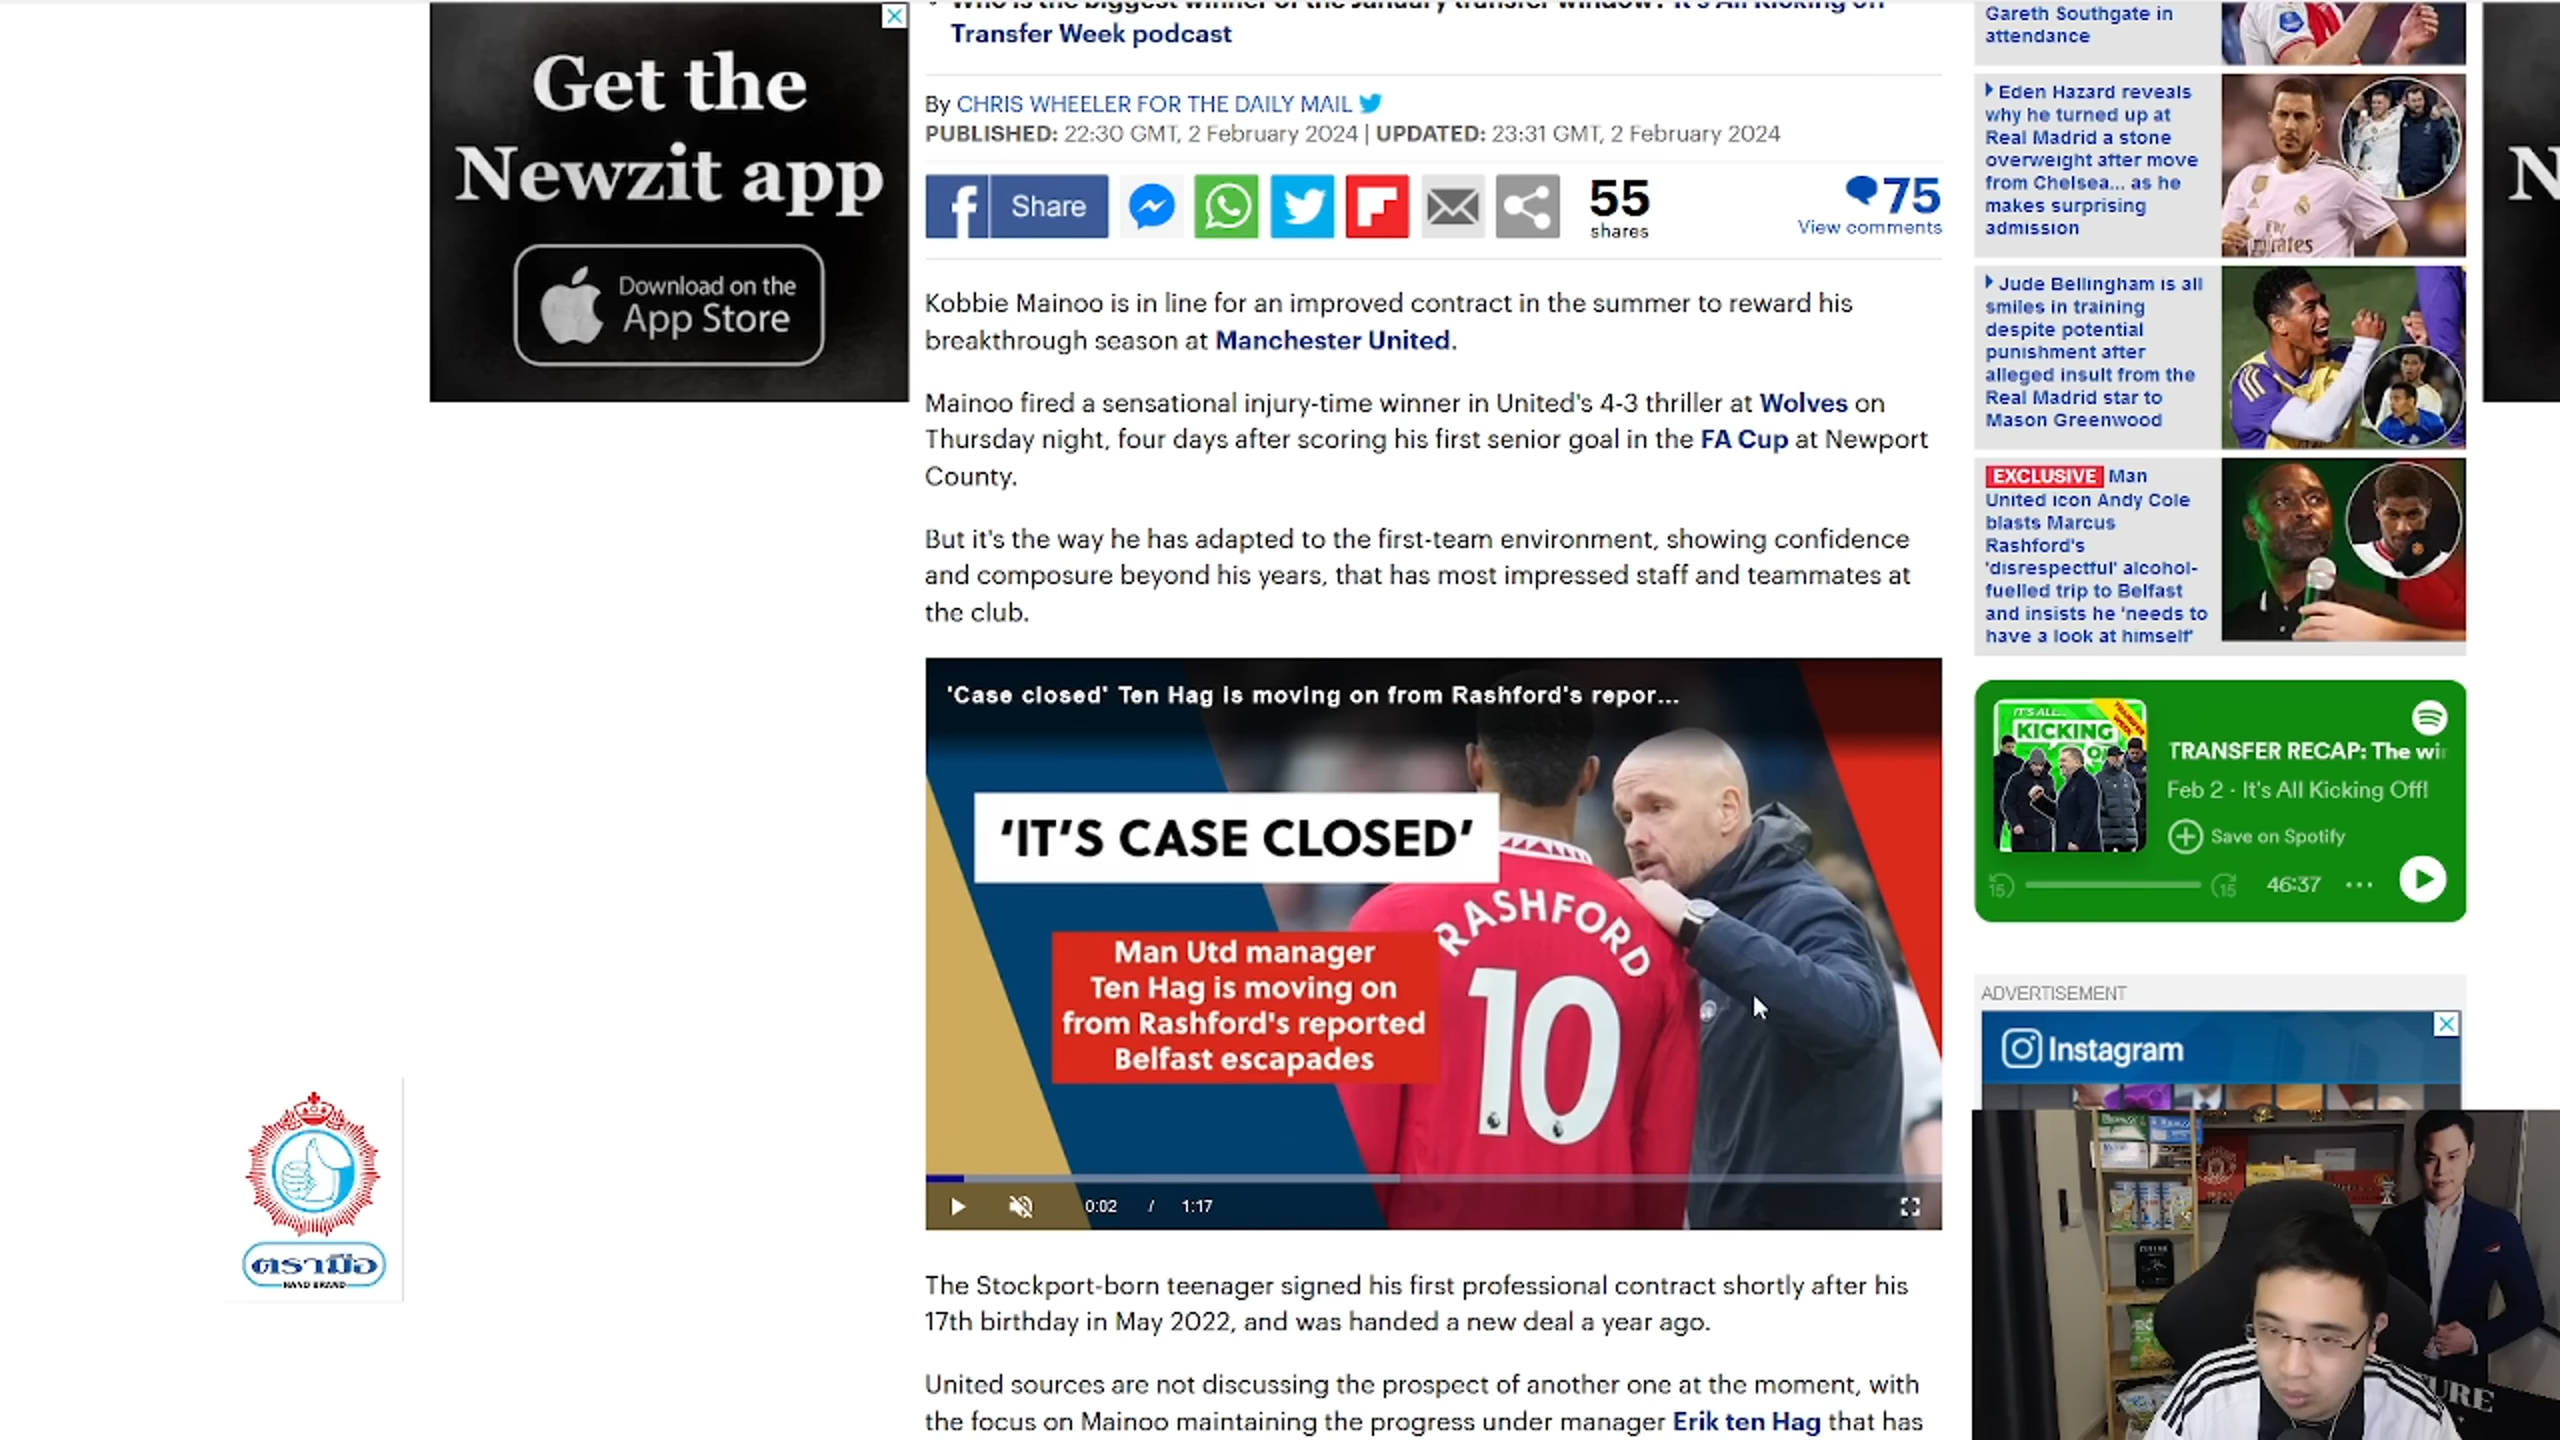 Transfer Week podcast
Get the
Newzit app
Download on the
App Store
By CHRIS WHEELER FOR THE DAILY MAIL
PUBLISHED: 22:30 GMT, 2 February 2024 | UPDATED: 23:31 GMT, 2 February 2024
Share
55
shares
75
View comments
Kobbie Mainoo is in line for an improved contract in the summer to reward his
breakthrough season at Manchester United.
Mainoo fired a sensational injury-time winner in United's 4-3 thriller at Wolves on
Thursday night, four days after scoring his first senior goal in the FA Cup at Newport
County.
But it's the way he has adapted to the first-team environment, showing confidence
and composure beyond his years, that has most impressed staff and teammates at
the club.
'Case closed' Ten Hag is moving on from Rashford's repor...
'IT'S CASE CLOSED'
Man Utd manager
Ten Hag is moving on
from Rashford's reported
Belfast escapades
RASHFORD
10
0:02 / 1:17
The Stockport-born teenager signed his first professional contract shortly after his
17th birthday in May 2022, and was handed a new deal a year ago.
United sources are not discussing the prospect of another one at the moment, with
the focus on Mainoo maintaining the progress under manager Erik ten Hag that has
Gareth Southgate in
attendance
Eden Hazard reveals
why he turned up at
Real Madrid a stone
overweight after move
from Chelsea... as he
makes surprising
admission
Jude Bellingham is all
smiles in training
despite potential
punishment after
alleged insult from the
Real Madrid star to
Mason Greenwood
EXCLUSIVE Man
United icon Andy Cole
blasts Marcus
Rashford's
'disrespectful' alcohol-
fuelled trip to Belfast
and insists he 'needs to
have a look at himself'
IT'S ALL...
KICKING
TRANSFER RECAP: The wi
Feb 2 · It's All Kicking Off!
Save on Spotify
15
15
46:37
ADVERTISEMENT
Instagram
N
ตรามือ
HAND BRAND